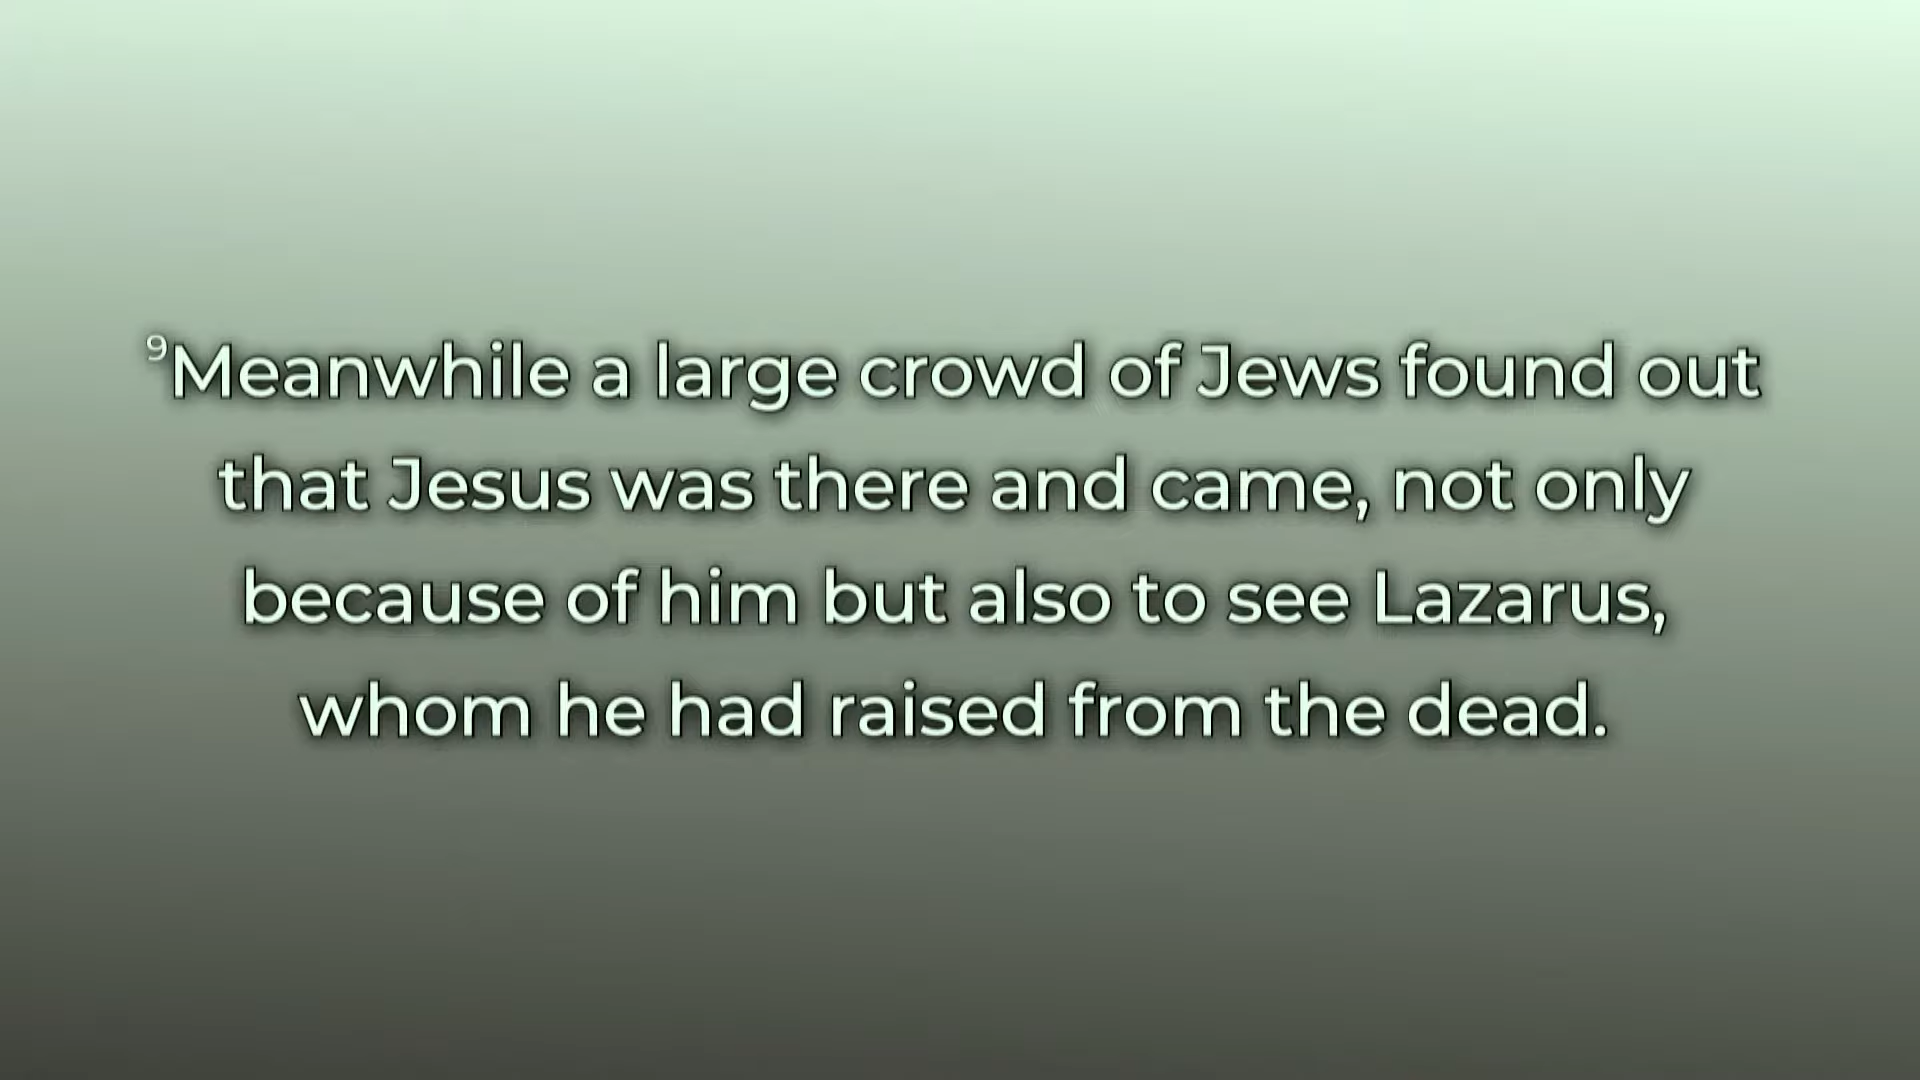 ⁹Meanwhile a large crowd of Jews found out
that Jesus was there and came, not only
because of him but also to see Lazarus,
whom he had raised from the dead.